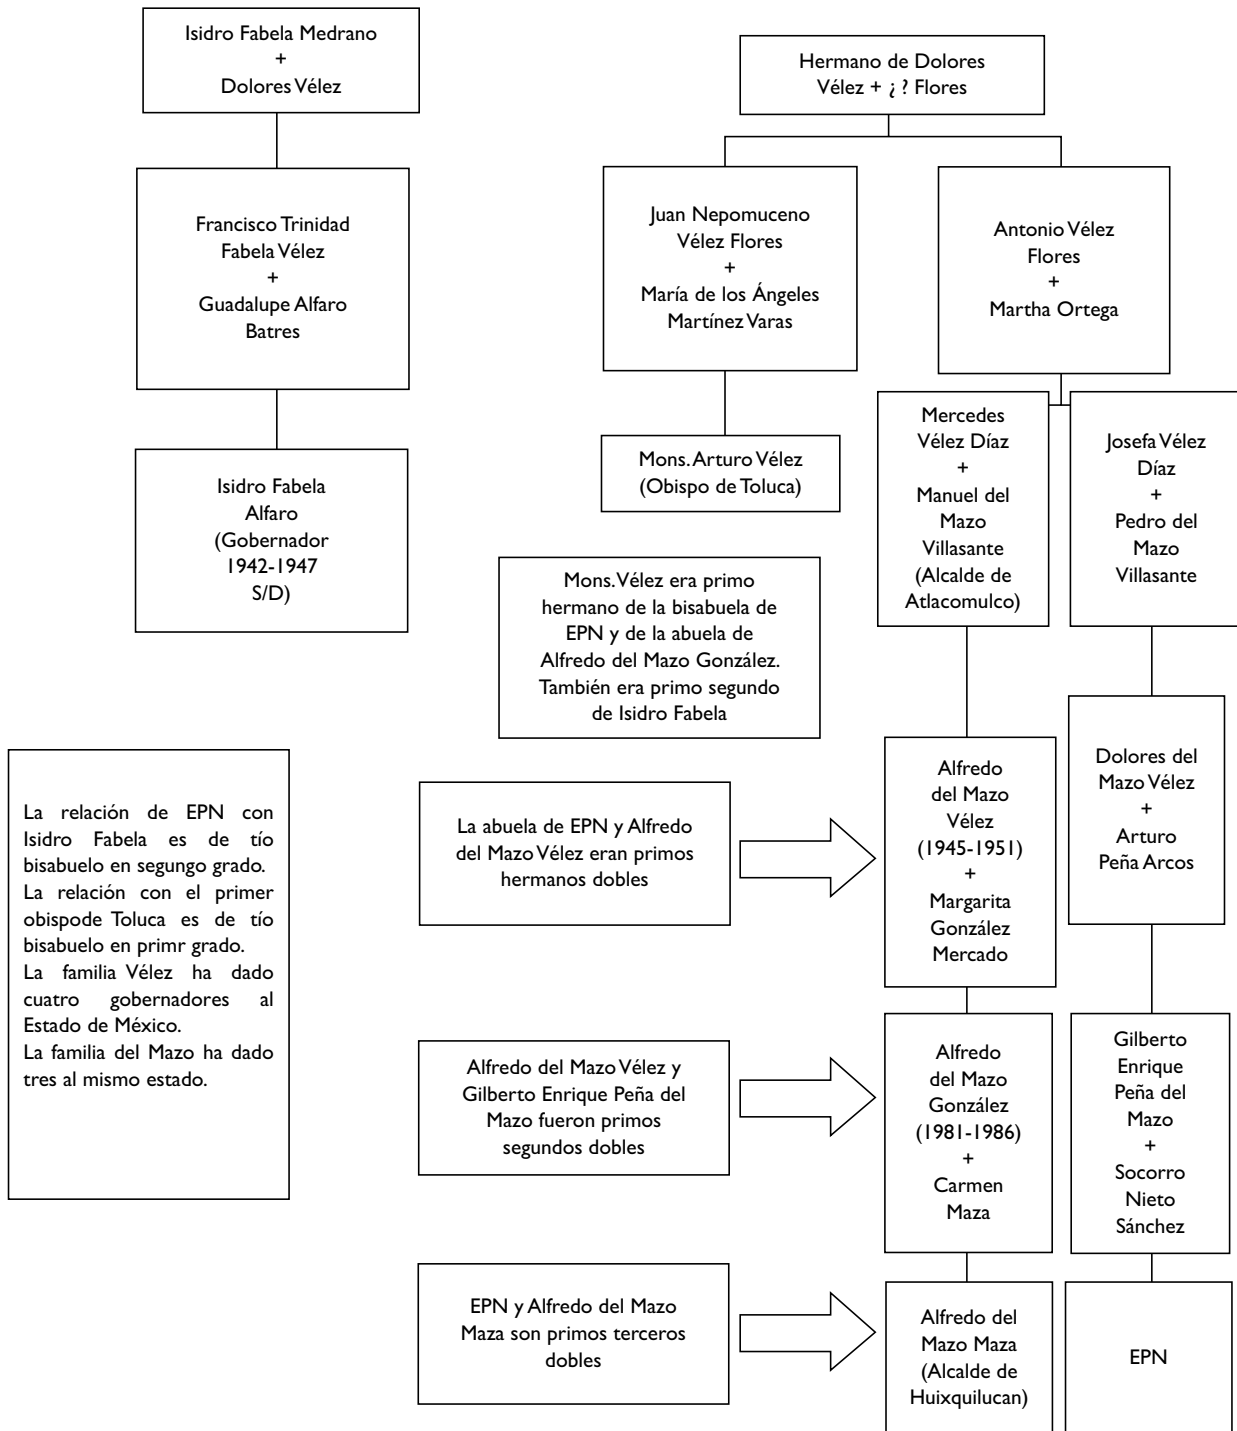 Isidro Fabela Medrano
+
Dolores Vélez
Hermano de Dolores
Vélez + ¿ ? Flores
Francisco Trinidad
Fabela Vélez
+
Guadalupe Alfaro
Batres
Juan Nepomuceno
Vélez Flores
+
María de los Ángeles
Martínez Varas
Antonio Vélez
Flores
+
Martha Ortega
Isidro Fabela
Alfaro
(Gobernador
1942-1947
S/D)
Mons. Arturo Vélez
(Obispo de Toluca)
Mercedes
Vélez Díaz
+
Manuel del
Mazo
Villasante
(Alcalde de
Atlacomulco)
Josefa Vélez
Díaz
+
Pedro del
Mazo
Villasante
Mons. Vélez era primo
hermano de la bisabuela de
EPN y de la abuela de
Alfredo del Mazo González.
También era primo segundo
de Isidro Fabela
La relación de EPN con
Isidro Fabela es de tío
bisabuelo en segungo grado.
La relación con el primer
obispode Toluca es de tío
bisabuelo en primr grado.
La familia Vélez ha dado
cuatro gobernadores al
Estado de México.
La familia del Mazo ha dado
tres al mismo estado.
La abuela de EPN y Alfredo
del Mazo Vélez eran primos
hermanos dobles
Alfredo
del Mazo
Vélez
(1945-1951)
+
Margarita
González
Mercado
Dolores del
Mazo Vélez
+
Arturo
Peña Arcos
Alfredo del Mazo Vélez y
Gilberto Enrique Peña del
Mazo fueron primos
segundos dobles
Alfredo
del Mazo
González
(1981-1986)
+
Carmen
Maza
Gilberto
Enrique
Peña del
Mazo
+
Socorro
Nieto
Sánchez
EPN y Alfredo del Mazo
Maza son primos terceros
dobles
Alfredo del
Mazo Maza
(Alcalde de
Huixquilucan)
EPN